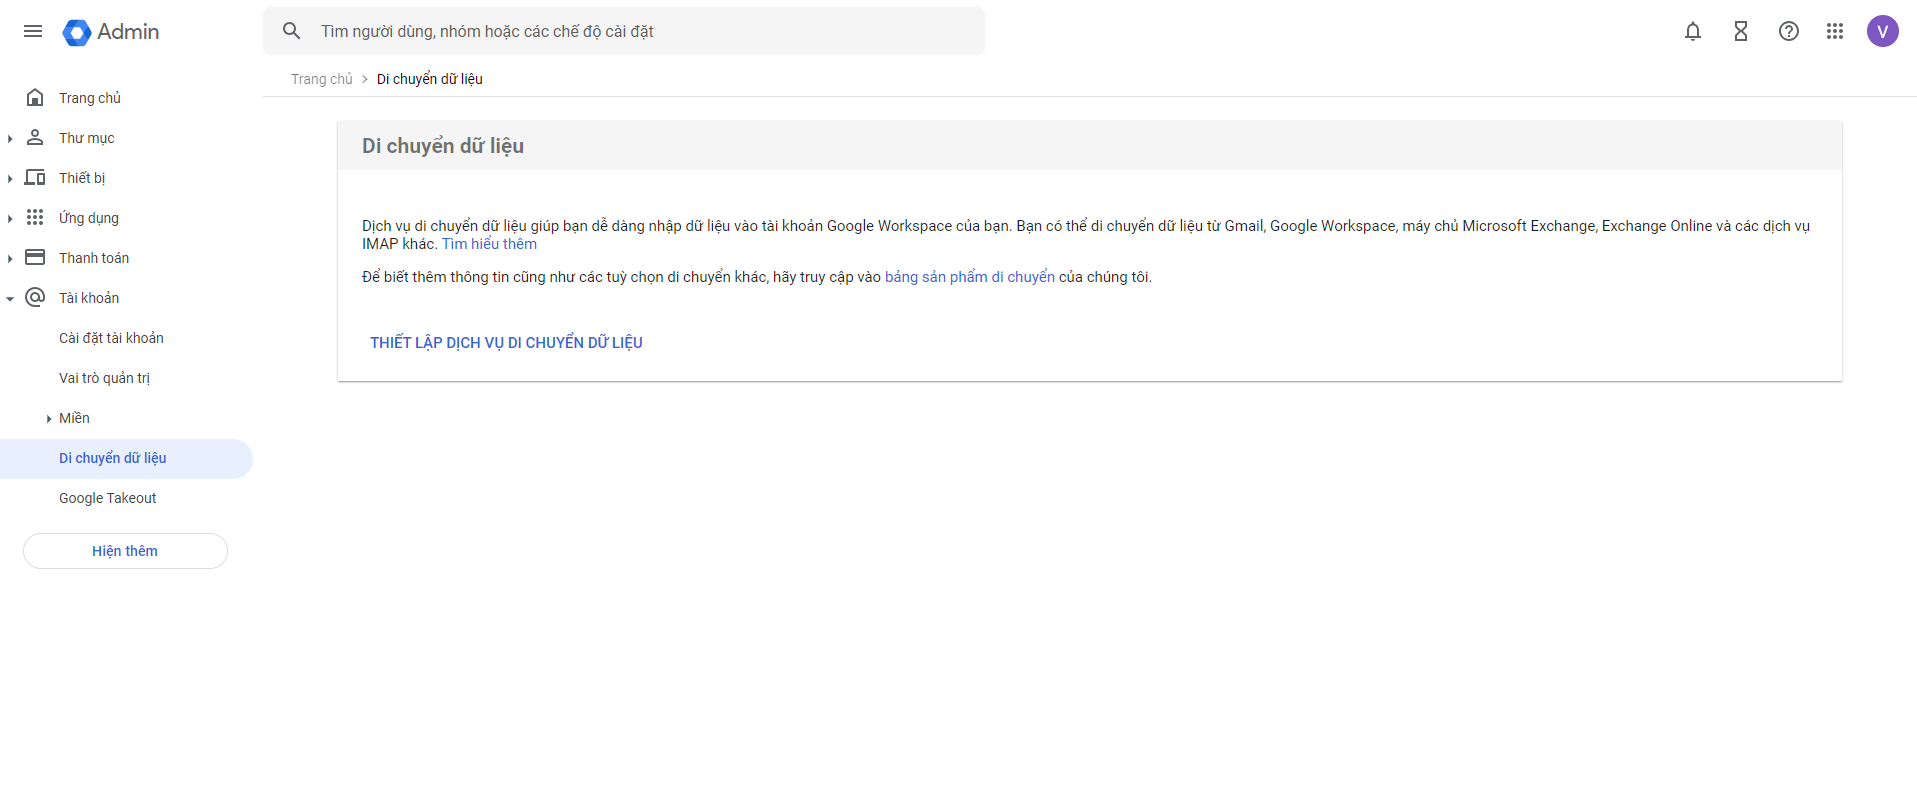 Admin
Tìm người dùng, nhóm hoặc các chế độ cài đặt
V
Trang chủ
Thư mục
Thiết bị
Ứng dụng
Thanh toán
Tài khoản
Cài đặt tài khoản
Vai trò quản trị
Miền
Di chuyển dữ liệu
Google Takeout
Hiện thêm
Trang chủ > Di chuyển dữ liệu
Di chuyển dữ liệu
Dịch vụ di chuyển dữ liệu giúp bạn dễ dàng nhập dữ liệu vào tài khoản Google Workspace của bạn. Bạn có thể di chuyển dữ liệu từ Gmail, Google Workspace, máy chủ Microsoft Exchange, Exchange Online và các dịch vụ
IMAP khác. Tìm hiểu thêm
Để biết thêm thông tin cũng như các tuỳ chọn di chuyển khác, hãy truy cập vào bảng sản phẩm di chuyển của chúng tôi.
THIẾT LẬP DỊCH VỤ DI CHUYỂN DỮ LIỆU